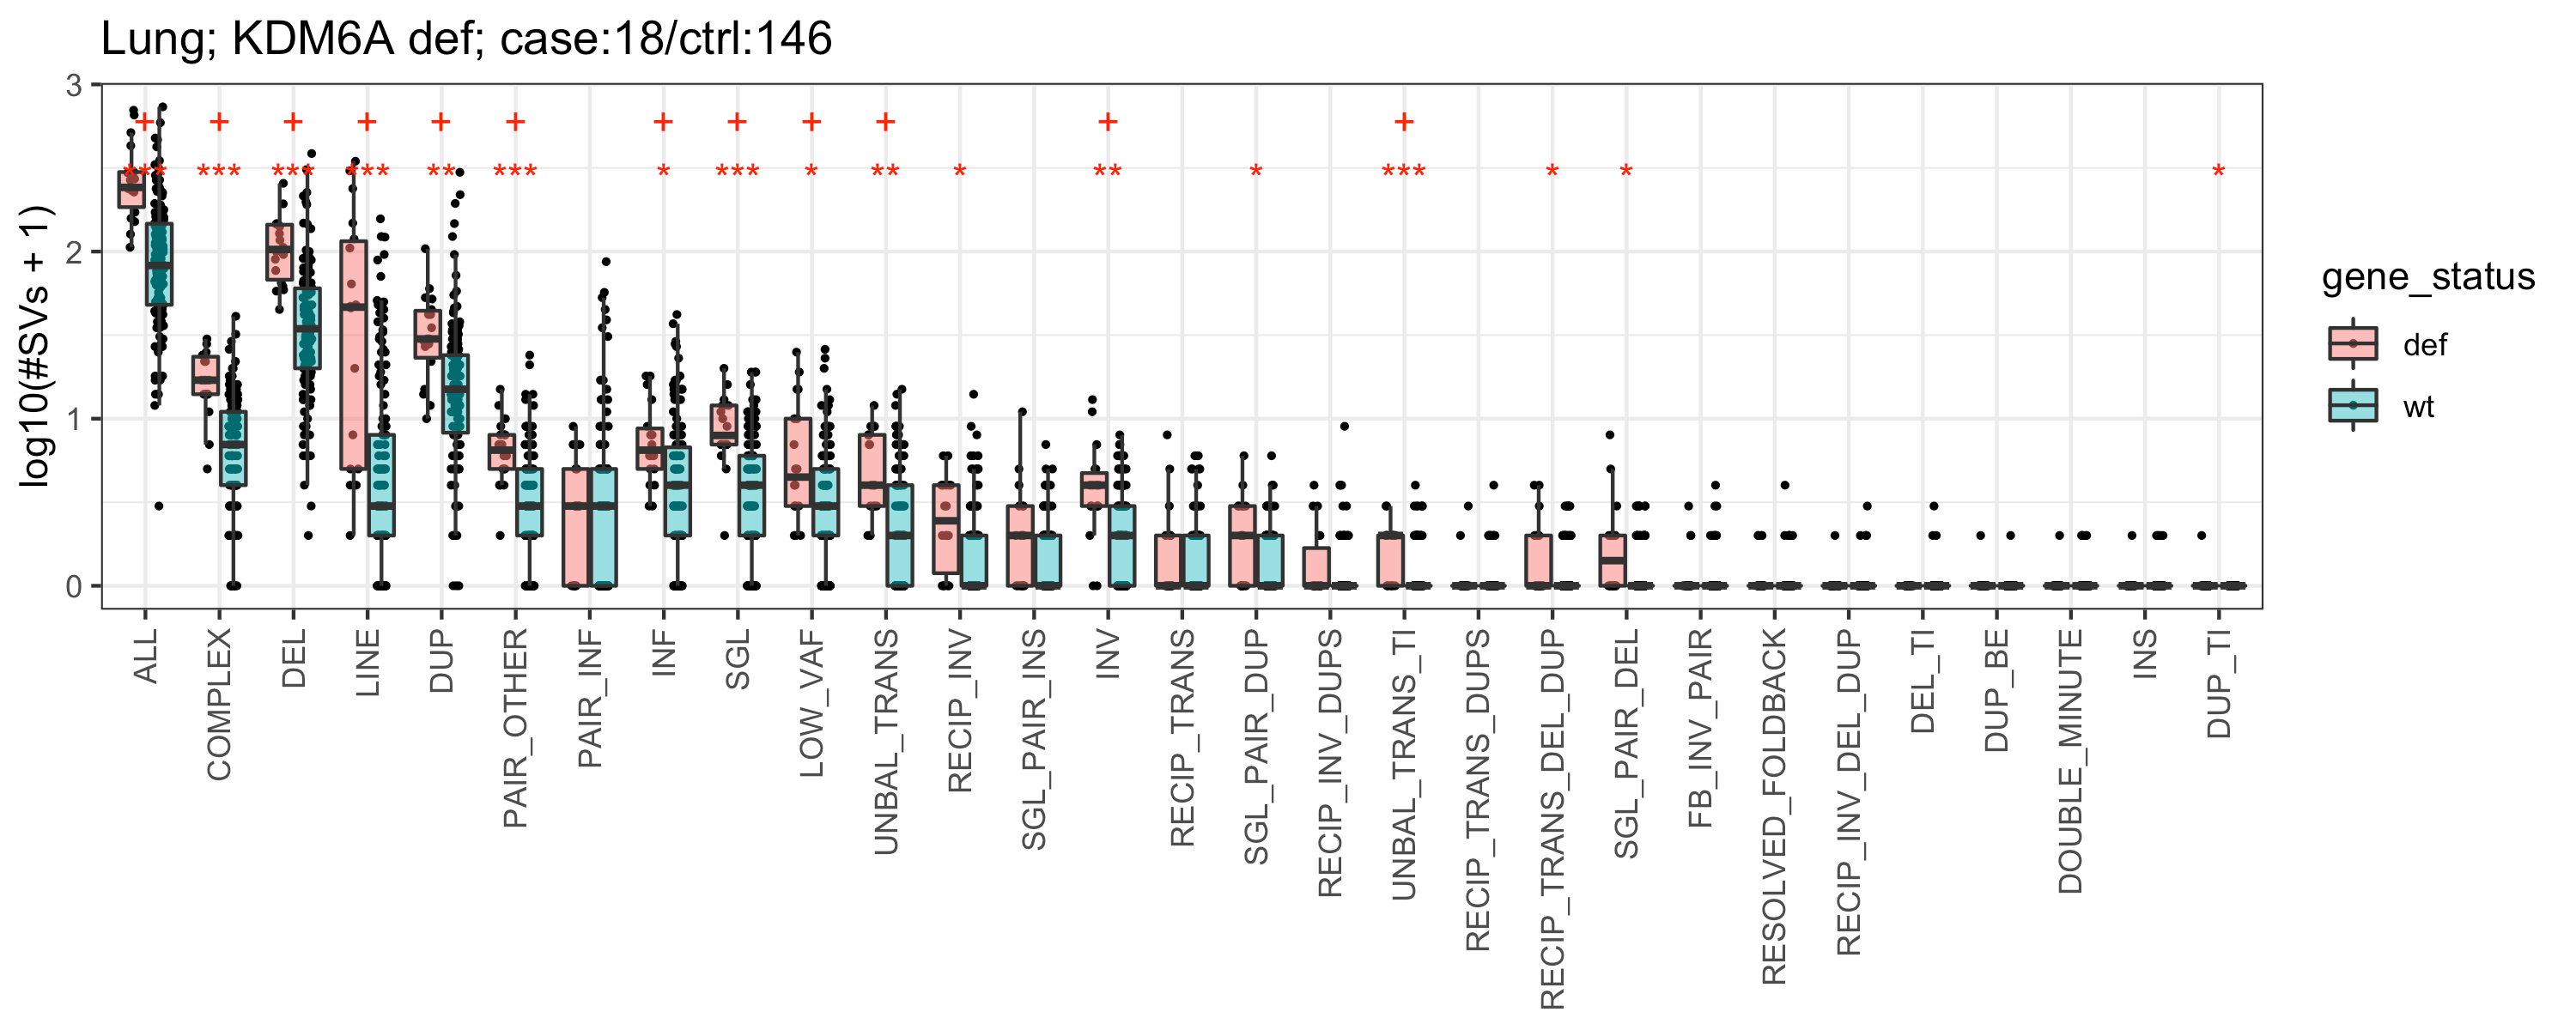 Lung; KDM6A def; case:18/ctrl:146
log10(#SVs + 1)
3
2
1
0
+ + + + + + + + + + + +
*** *** *** *** ** *** * *** * ** * ** * *** * * *
ALL
COMPLEX
DEL
LINE
DUP
PAIR_OTHER
PAIR_INF
INF
SGL
LOW_VAF
UNBAL_TRANS
RECIP_INV
SGL_PAIR_INS
INV
RECIP_TRANS
SGL_PAIR_DUP
RECIP_INV_DUPS
UNBAL_TRANS_TI
RECIP_TRANS_DUPS
RECIP_TRANS_DEL_DUP
SGL_PAIR_DEL
FB_INV_PAIR
RESOLVED_FOLDBACK
RECIP_INV_DEL_DUP
DEL_TI
DUP_BE
DOUBLE_MINUTE
INS
DUP_TI
gene_status
def
wt